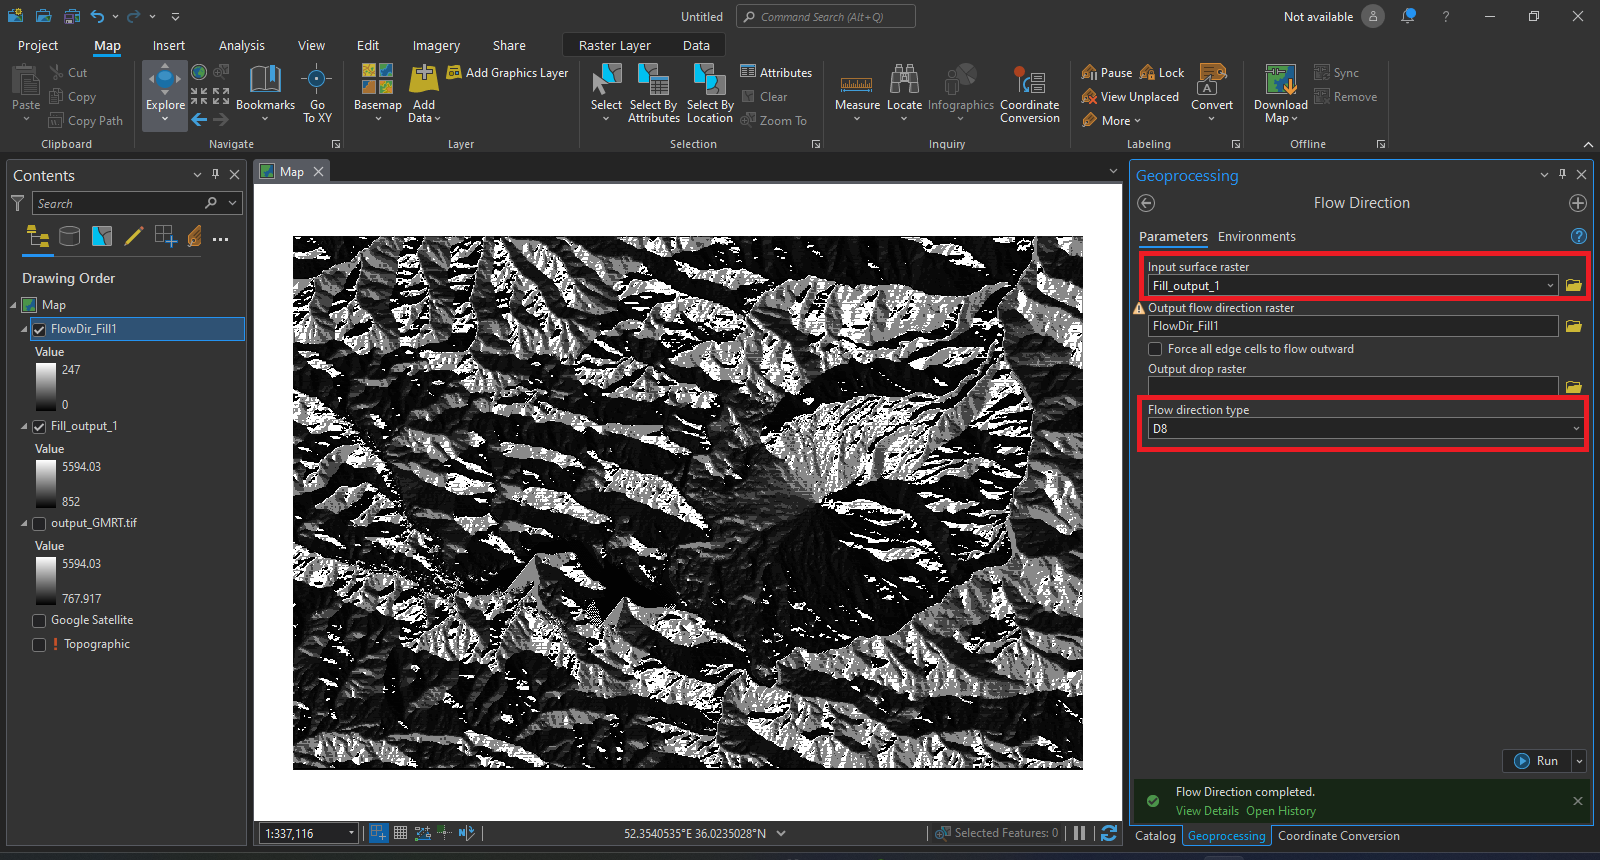 Untitled
Command Search (Alt+Q)
Not available
?
Project
Map
Insert
Analysis
View
Edit
Imagery
Share
Raster Layer
Data
Paste
Cut
Copy
Copy Path
Clipboard
Explore
Bookmarks
Go
To XY
Navigate
Basemap
Add
Data
Add Graphics Layer
Layer
Select
Select By
Attributes
Select By
Location
Attributes
Clear
Zoom To
Selection
Measure
Locate
Infographics
Coordinate
Conversion
Inquiry
Pause
Lock
View Unplaced
More
Convert
Labeling
Download
Map
Sync
Remove
Offline
Contents
Search
Drawing Order
Map
FlowDir_Fill1
Value
247
0
Fill_output_1
Value
5594.03
852
output_GMRT.tif
Value
5594.03
767.917
Google Satellite
! Topographic
Map
1:337,116
52.3540535°E 36.0235028°N
Selected Features: 0
Geoprocessing
Flow Direction
Parameters
Environments
?
Input surface raster
Fill_output_1
Output flow direction raster
FlowDir_Fill1
Force all edge cells to flow outward
Output drop raster
Flow direction type
D8
Run
Flow Direction completed.
View Details Open History
Catalog
Geoprocessing
Coordinate Conversion